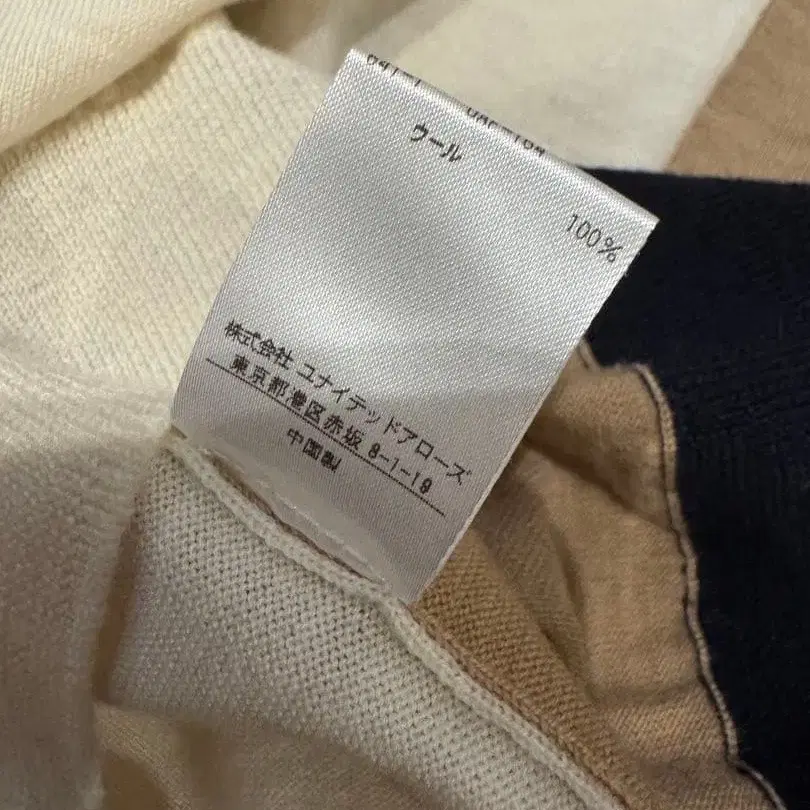 ウール
100%
株式会社 ユナイテッドアローズ
東京都港区赤坂 8-1-19
中国製